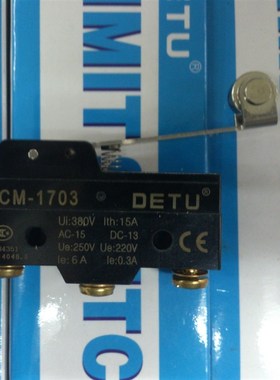 DETU®
LIMITC
®
CM-1703
DETU®
Ui:380V Ith:15A
AC-15 DC-13
Ue:250V Ue:220V
Ie:6A Ie:0.3A
CE